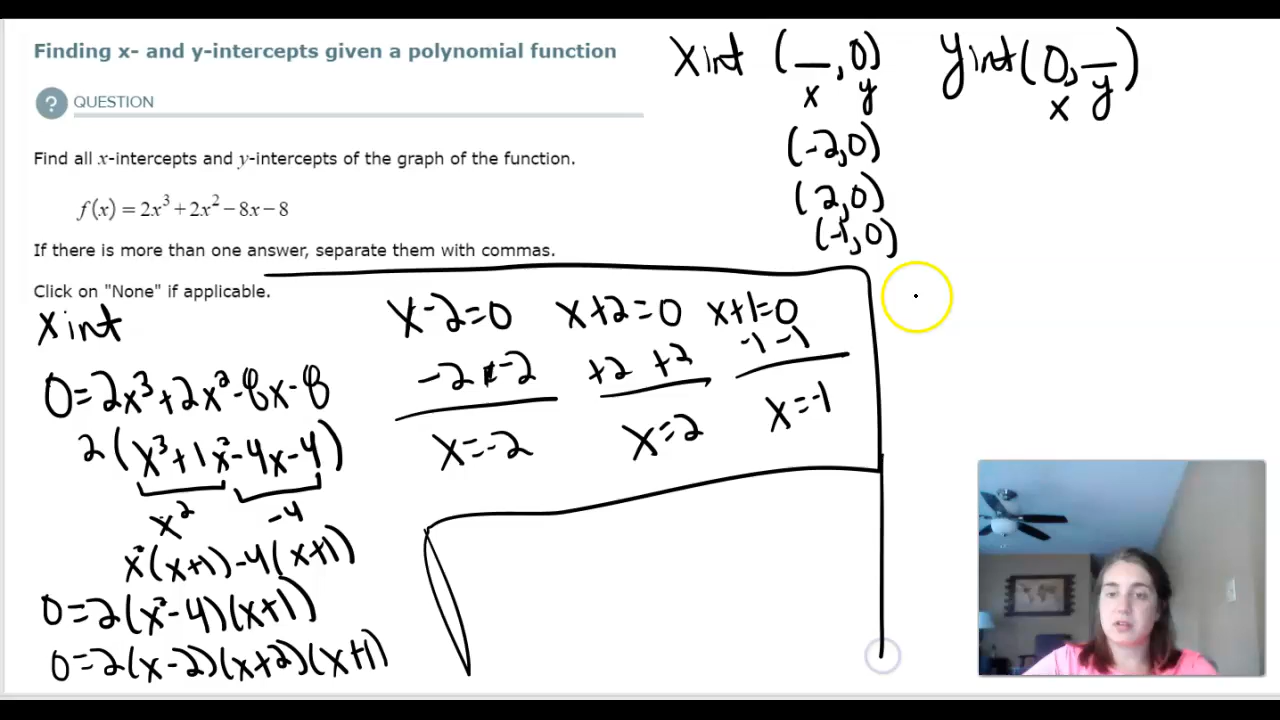 Finding x- and y-intercepts given a polynomial function
? QUESTION
Find all x-intercepts and y-intercepts of the graph of the function.
f(x) = 2x³ + 2x² − 8x − 8
If there is more than one answer, separate them with commas.
Click on "None" if applicable.
x int
0=2x³+2x²-8x-8
2(x³+1x²-4x-4)
x² -4
x²(x+1)-4(x+1)
0=2(x²-4)(x+1)
0=2(x-2)(x+2)(x+1)
x-2=0 x+2=0 x+1=0
-2 -2 +2 +2 -1 -1
x=-2 x=2 x=-1
x int (__,0)
x y
(-2,0)
(2,0)
(-1,0)
y int (0,__)
x y